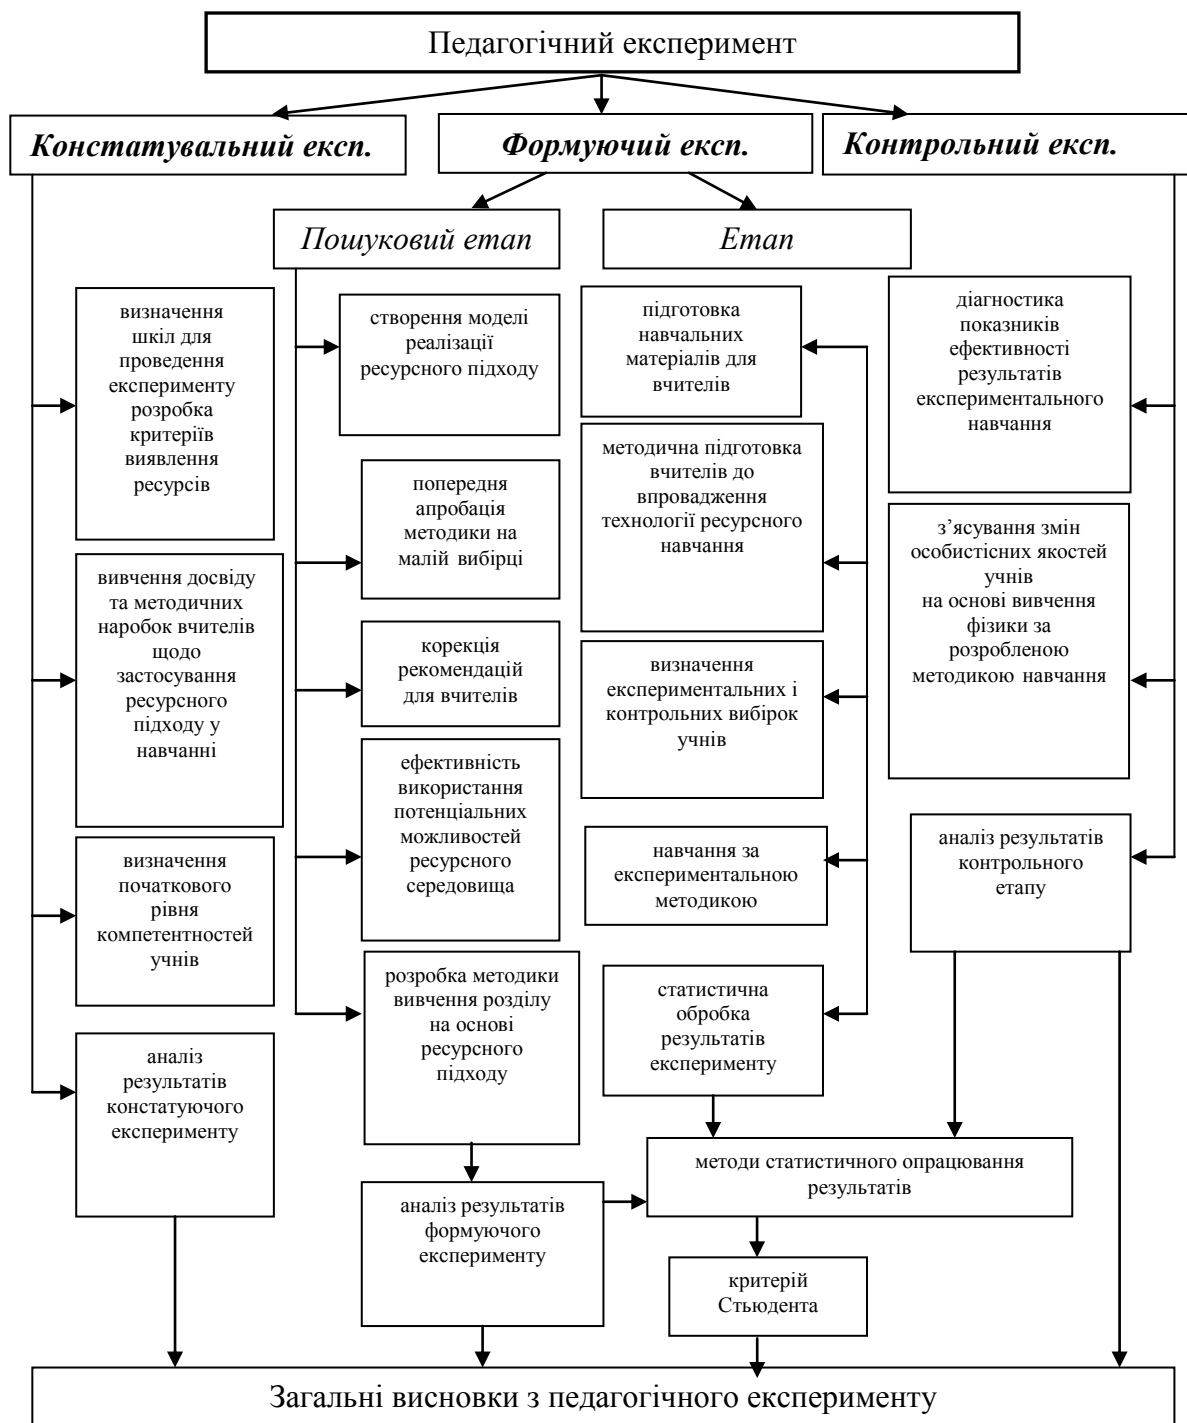 Педагогічний експеримент
Констатувальний експ.
Формуючий експ.
Контрольний експ.
Пошуковий етап
Етап
визначення
шкіл для
проведення
експерименту
розробка
критеріїв
виявлення
ресурсів
вивчення досвіду
та методичних
наробок вчителів
щодо
застосування
ресурсного
підходу у
навчанні
визначення
початкового
рівня
компетентностей
учнів
аналіз
результатів
констатуючого
експерименту
створення моделі
реалізації
ресурсного підходу
попередня
апробація
методики на
малій вибірці
корекція
рекомендацій
для вчителів
ефективність
використання
потенціальних
можливостей
ресурсного
середовища
розробка методики
вивчення розділу
на основі
ресурсного
підходу
аналіз результатів
формуючого
експерименту
підготовка
навчальних
матеріалів для
вчителів
методична підготовка
вчителів до
впровадження
технології ресурсного
навчання
визначення
експериментальних і
контрольних вибірок
учнів
навчання за
експериментальною
методикою
статистична
обробка
результатів
експерименту
діагностика
показників
ефективності
результатів
експериментального
навчання
з’ясування змін
особистісних якостей
учнів
на основі вивчення
фізики за
розробленою
методикою навчання
аналіз результатів
контрольного
етапу
методи статистичного опрацювання
результатів
критерій
Стьюдента
Загальні висновки з педагогічного експерименту